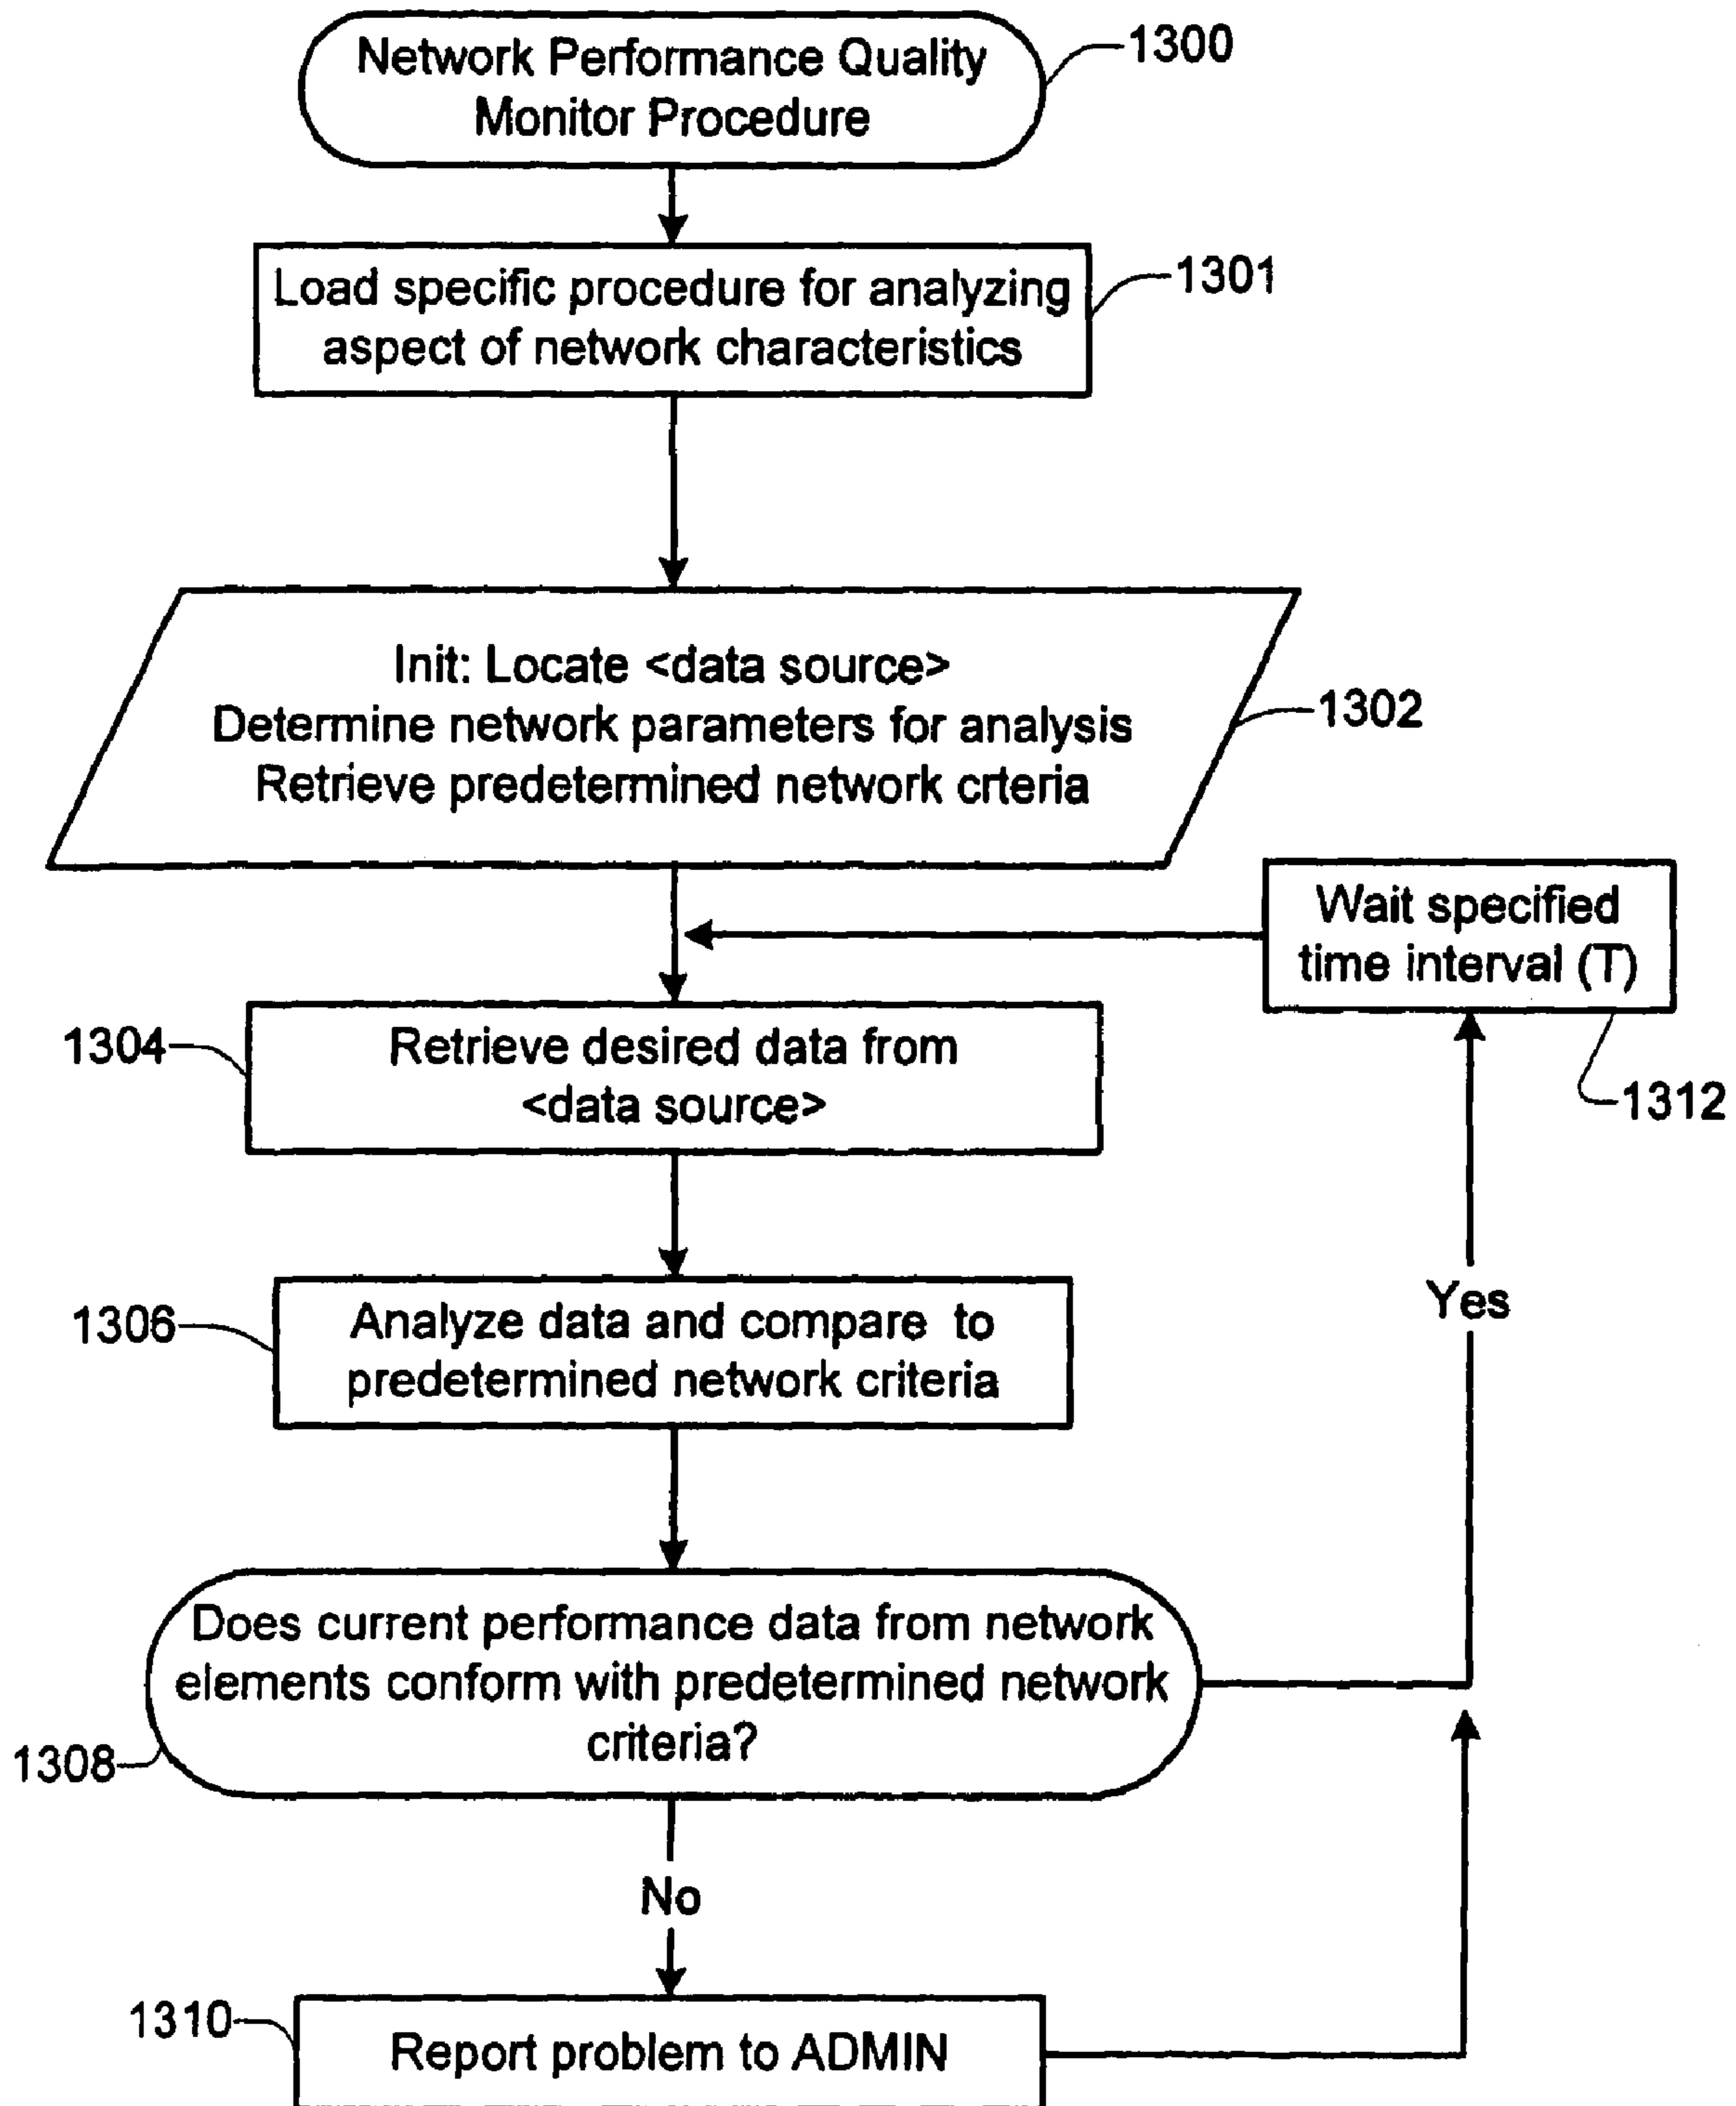 Network Performance Quality
Monitor Procedure
1300
Load specific procedure for analyzing
aspect of network characteristics
1301
Init: Locate <data source>
Determine network parameters for analysis
Retrieve predetermined network crteria
1302
Wait specified
time interval (T)
1312
1304
Retrieve desired data from
<data source>
1306
Analyze data and compare to
predetermined network criteria
Yes
Does current performance data from network
elements conform with predetermined network
criteria?
1308
No
1310
Report problem to ADMIN